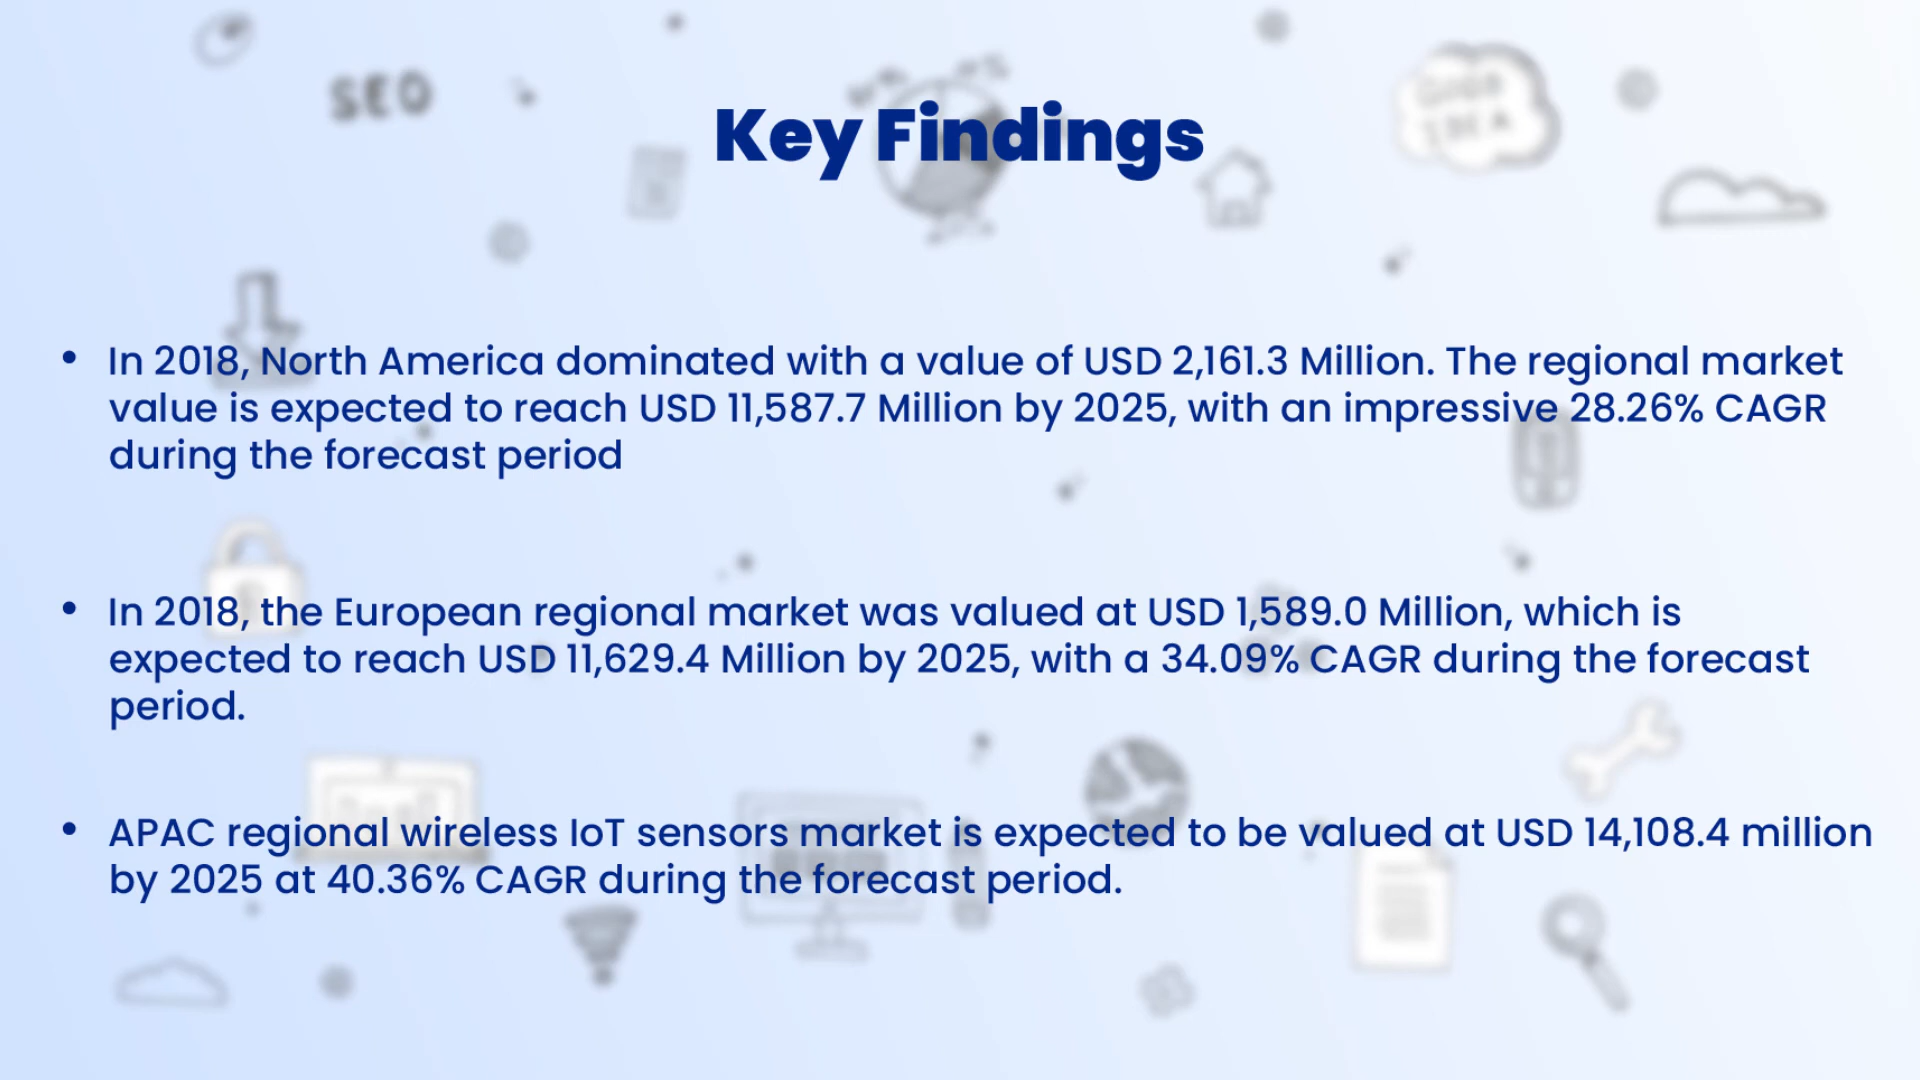 SEO
GOOD
IDEA
Key Findings
• In 2018, North America dominated with a value of USD 2,161.3 Million. The regional market
value is expected to reach USD 11,587.7 Million by 2025, with an impressive 28.26% CAGR
during the forecast period
• In 2018, the European regional market was valued at USD 1,589.0 Million, which is
expected to reach USD 11,629.4 Million by 2025, with a 34.09% CAGR during the forecast
period.
• APAC regional wireless IoT sensors market is expected to be valued at USD 14,108.4 million
by 2025 at 40.36% CAGR during the forecast period.